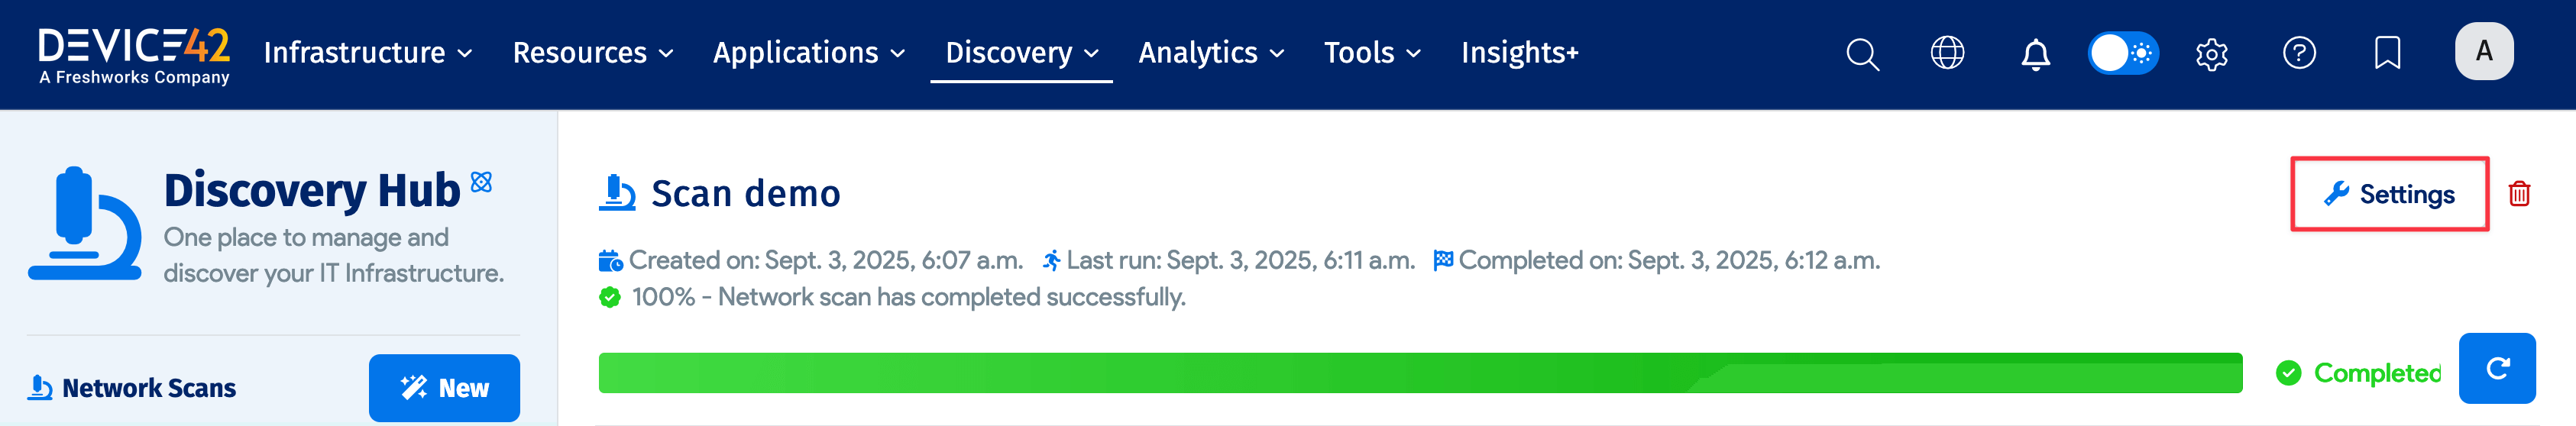 DEVICE42
A Freshworks Company
Infrastructure Resources Applications Discovery Analytics Tools Insights+
A
Discovery Hub
One place to manage and
discover your IT Infrastructure.
Network Scans
New
Scan demo
Settings
Created on: Sept. 3, 2025, 6:07 a.m. Last run: Sept. 3, 2025, 6:11 a.m. Completed on: Sept. 3, 2025, 6:12 a.m.
100% - Network scan has completed successfully.
Completed